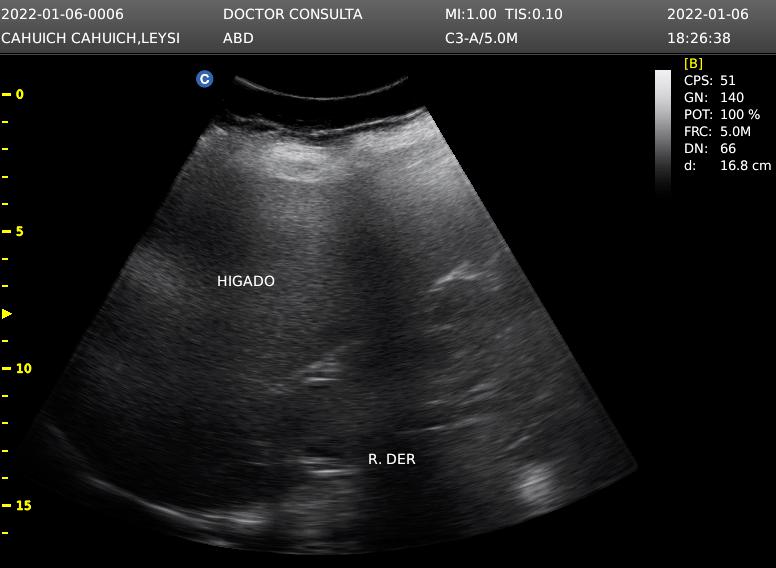 2022-01-06-0006 DOCTOR CONSULTA MI:1.00 TIS:0.10 2022-01-06
CAHUICH CAHUICH,LEYSI ABD C3-A/5.0M 18:26:38
[B]
CPS: 51
GN: 140
POT: 100 %
FRC: 5.0M
DN: 66
d: 16.8 cm
C
0
5
HIGADO
10
R. DER
15